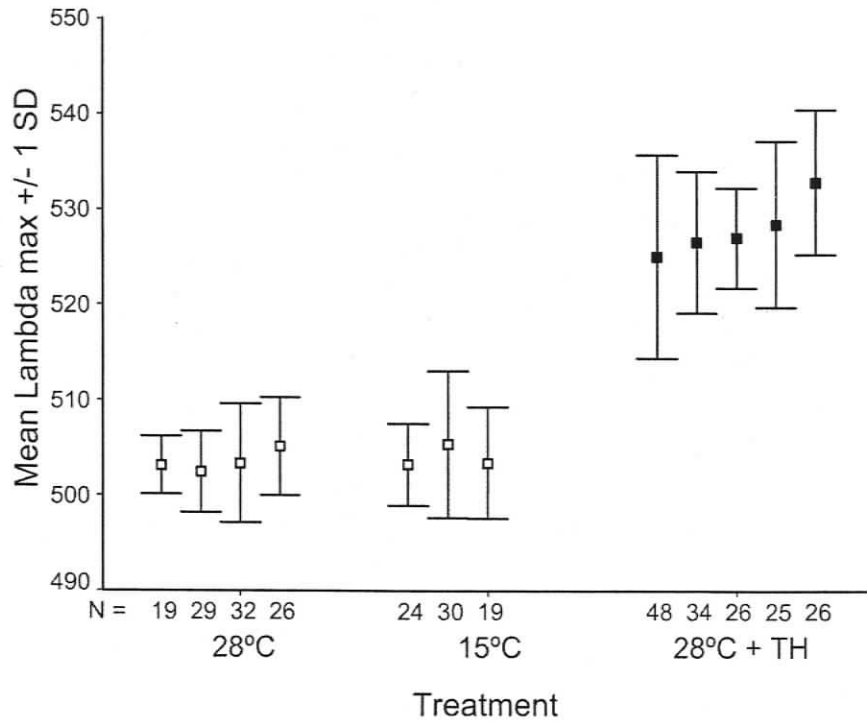 Mean Lambda max +/- 1 SD
550
540
530
520
510
500
490
N = 19 29 32 26 24 30 19 48 34 26 25 26
28ºC 15ºC 28ºC + TH
Treatment